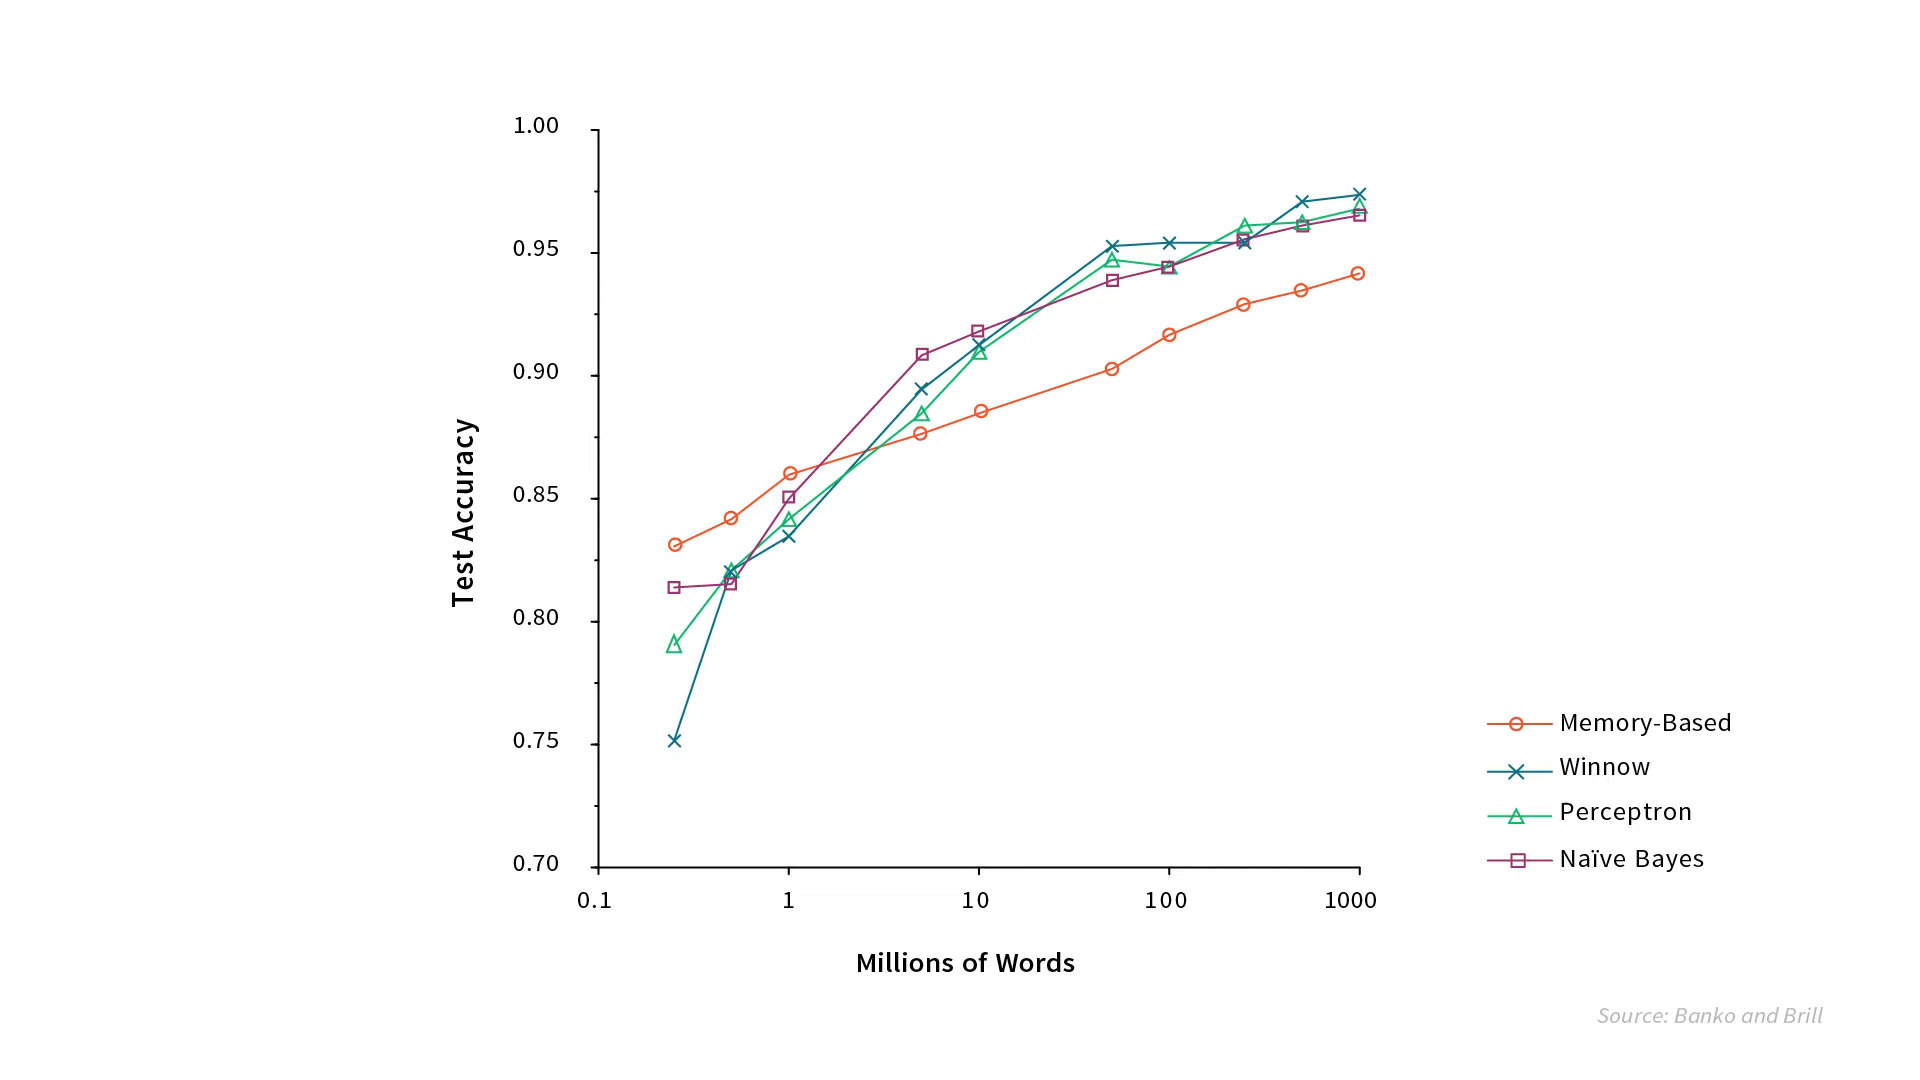 1.00
0.95
0.90
0.85
0.80
0.75
0.70
Test Accuracy
0.1 1 10 100 1000
Millions of Words
Memory-Based
Winnow
Perceptron
Naïve Bayes
Source: Banko and Brill